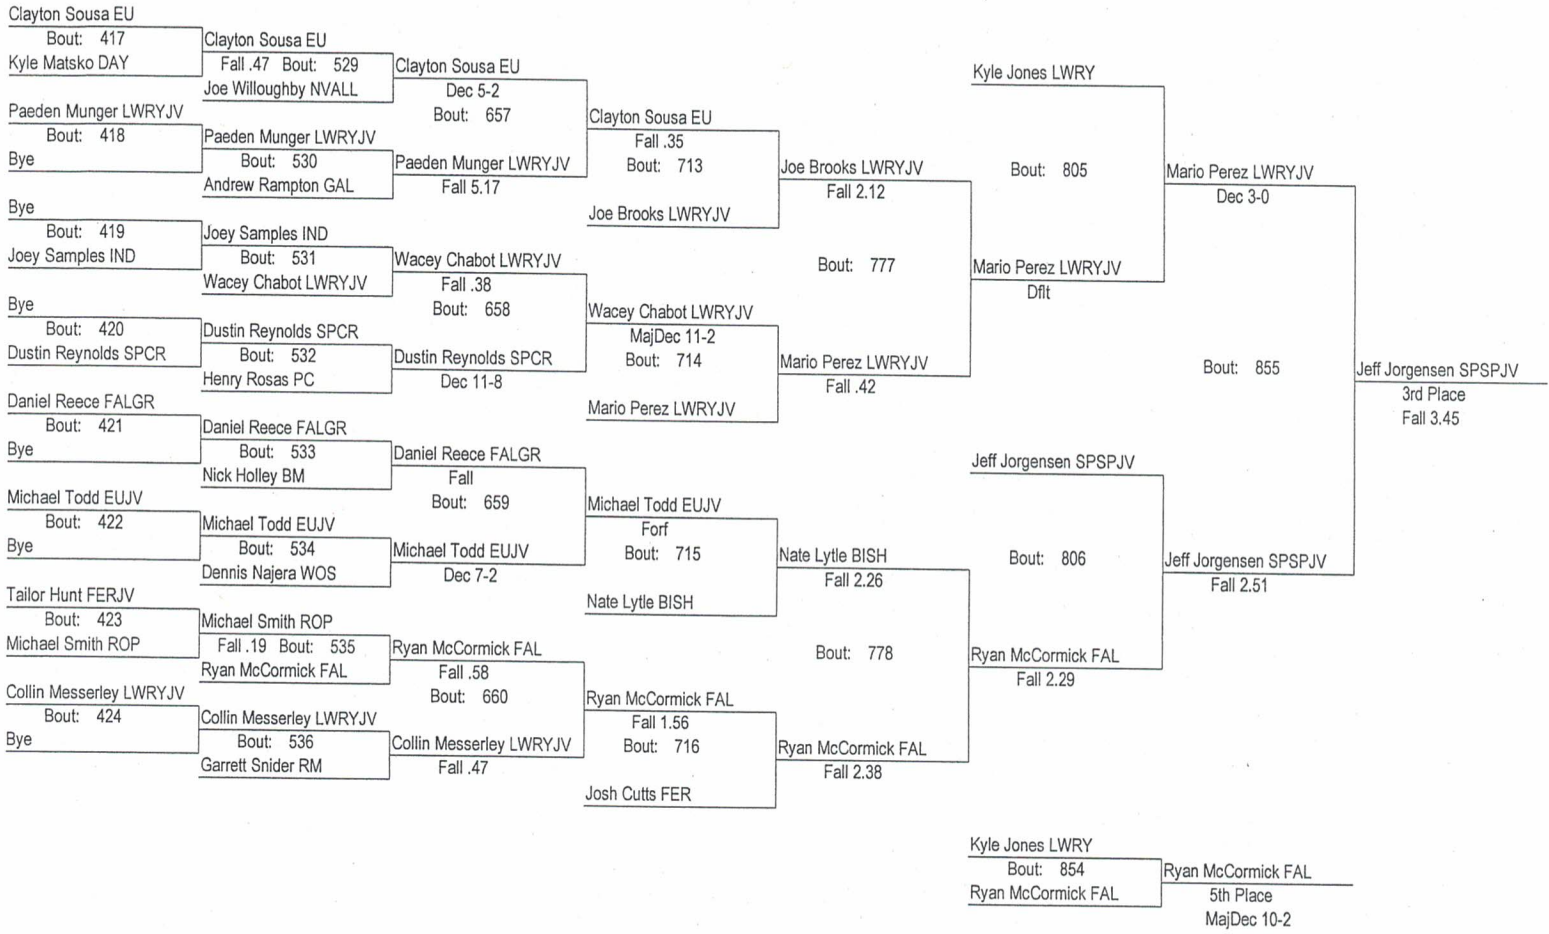 Clayton Sousa EU
Bout: 417
Kyle Matsko DAY
Paeden Munger LWRYJV
Bout: 418
Bye
Bye
Bout: 419
Joey Samples IND
Bye
Bout: 420
Dustin Reynolds SPCR
Daniel Reece FALGR
Bout: 421
Bye
Michael Todd EUJV
Bout: 422
Bye
Tailor Hunt FERJV
Bout: 423
Michael Smith ROP
Collin Messerley LWRYJV
Bout: 424
Bye
Clayton Sousa EU
Fall .47 Bout: 529
Joe Willoughby NVALL
Paeden Munger LWRYJV
Bout: 530
Andrew Rampton GAL
Joey Samples IND
Bout: 531
Wacey Chabot LWRYJV
Dustin Reynolds SPCR
Bout: 532
Henry Rosas PC
Daniel Reece FALGR
Bout: 533
Nick Holley BM
Michael Todd EUJV
Bout: 534
Dennis Najera WOS
Michael Smith ROP
Fall .19 Bout: 535
Ryan McCormick FAL
Collin Messerley LWRYJV
Bout: 536
Garrett Snider RM
Clayton Sousa EU
Dec 5-2
Bout: 657
Paeden Munger LWRYJV
Fall 5.17
Wacey Chabot LWRYJV
Fall .38
Bout: 658
Dustin Reynolds SPCR
Dec 11-8
Daniel Reece FALGR
Fall
Bout: 659
Michael Todd EUJV
Dec 7-2
Ryan McCormick FAL
Fall .58
Bout: 660
Collin Messerley LWRYJV
Fall .47
Clayton Sousa EU
Fall .35
Bout: 713
Joe Brooks LWRYJV
Wacey Chabot LWRYJV
MajDec 11-2
Bout: 714
Mario Perez LWRYJV
Michael Todd EUJV
Forf
Bout: 715
Nate Lytle BISH
Ryan McCormick FAL
Fall 1.56
Bout: 716
Josh Cutts FER
Joe Brooks LWRYJV
Fall 2.12
Bout: 777
Mario Perez LWRYJV
Fall .42
Nate Lytle BISH
Fall 2.26
Bout: 778
Ryan McCormick FAL
Fall 2.38
Kyle Jones LWRY
Bout: 805
Mario Perez LWRYJV
Dflt
Jeff Jorgensen SPSPJV
Bout: 806
Ryan McCormick FAL
Fall 2.29
Mario Perez LWRYJV
Dec 3-0
Bout: 855
Jeff Jorgensen SPSPJV
Fall 2.51
Jeff Jorgensen SPSPJV
3rd Place
Fall 3.45
Kyle Jones LWRY
Bout: 854
Ryan McCormick FAL
Ryan McCormick FAL
5th Place
MajDec 10-2